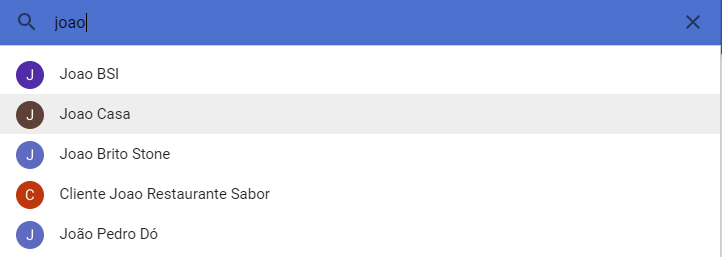 joao
J Joao BSI
J Joao Casa
J Joao Brito Stone
C Cliente Joao Restaurante Sabor
J João Pedro Dó